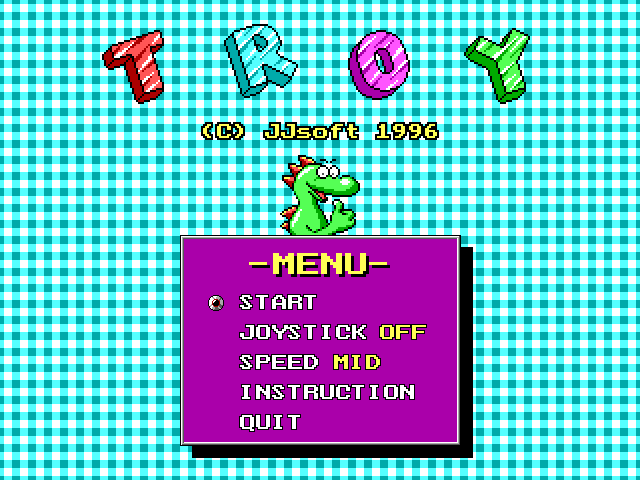 TROY
(C) JJsoft 1996
-MENU-
START
JOYSTICK OFF
SPEED MID
INSTRUCTION
QUIT